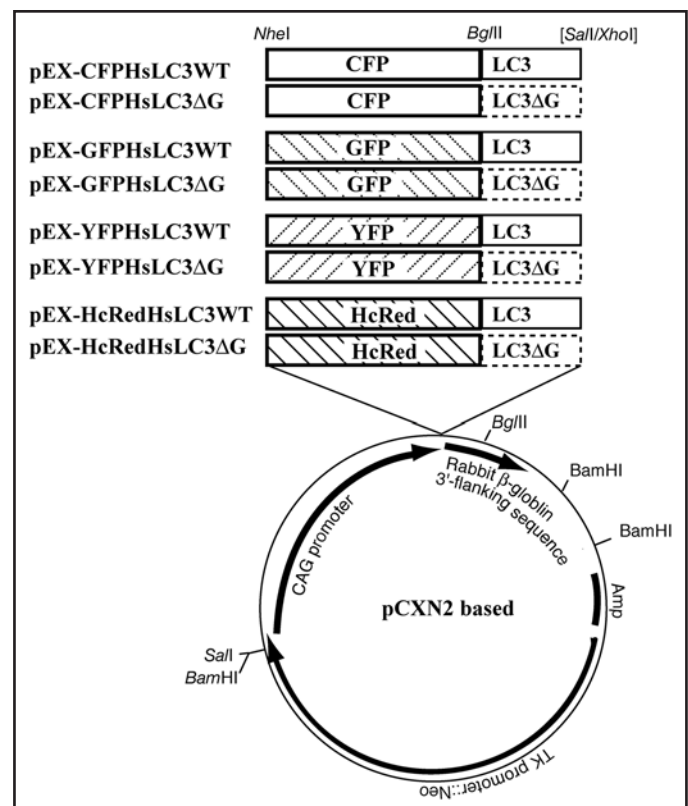 NheI BglII [SalI/XhoI]
pEX-CFPHsLC3WT CFP LC3
pEX-CFPHsLC3ΔG CFP LC3ΔG
pEX-GFPHsLC3WT GFP LC3
pEX-GFPHsLC3ΔG GFP LC3ΔG
pEX-YFPHsLC3WT YFP LC3
pEX-YFPHsLC3ΔG YFP LC3ΔG
pEX-HcRedHsLC3WT HcRed LC3
pEX-HcRedHsLC3ΔG HcRed LC3ΔG
BglII
Rabbit β-globlin
3'-flanking sequence
BamHI
BamHI
CAG promoter
Amp
pCXN2 based
SalI
BamHI
TK promoter::Neo